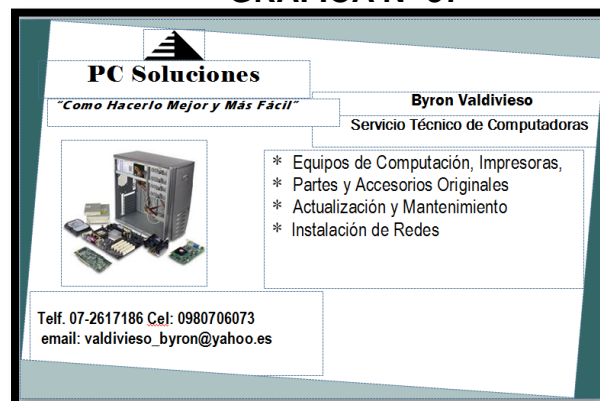 PC Soluciones
"Como Hacerlo Mejor y Más Fácil"
Byron Valdivieso
Servicio Técnico de Computadoras
* Equipos de Computación, Impresoras,
* Partes y Accesorios Originales
* Actualización y Mantenimiento
* Instalación de Redes
Telf. 07-2617186 Cel: 0980706073
email: valdivieso_byron@yahoo.es